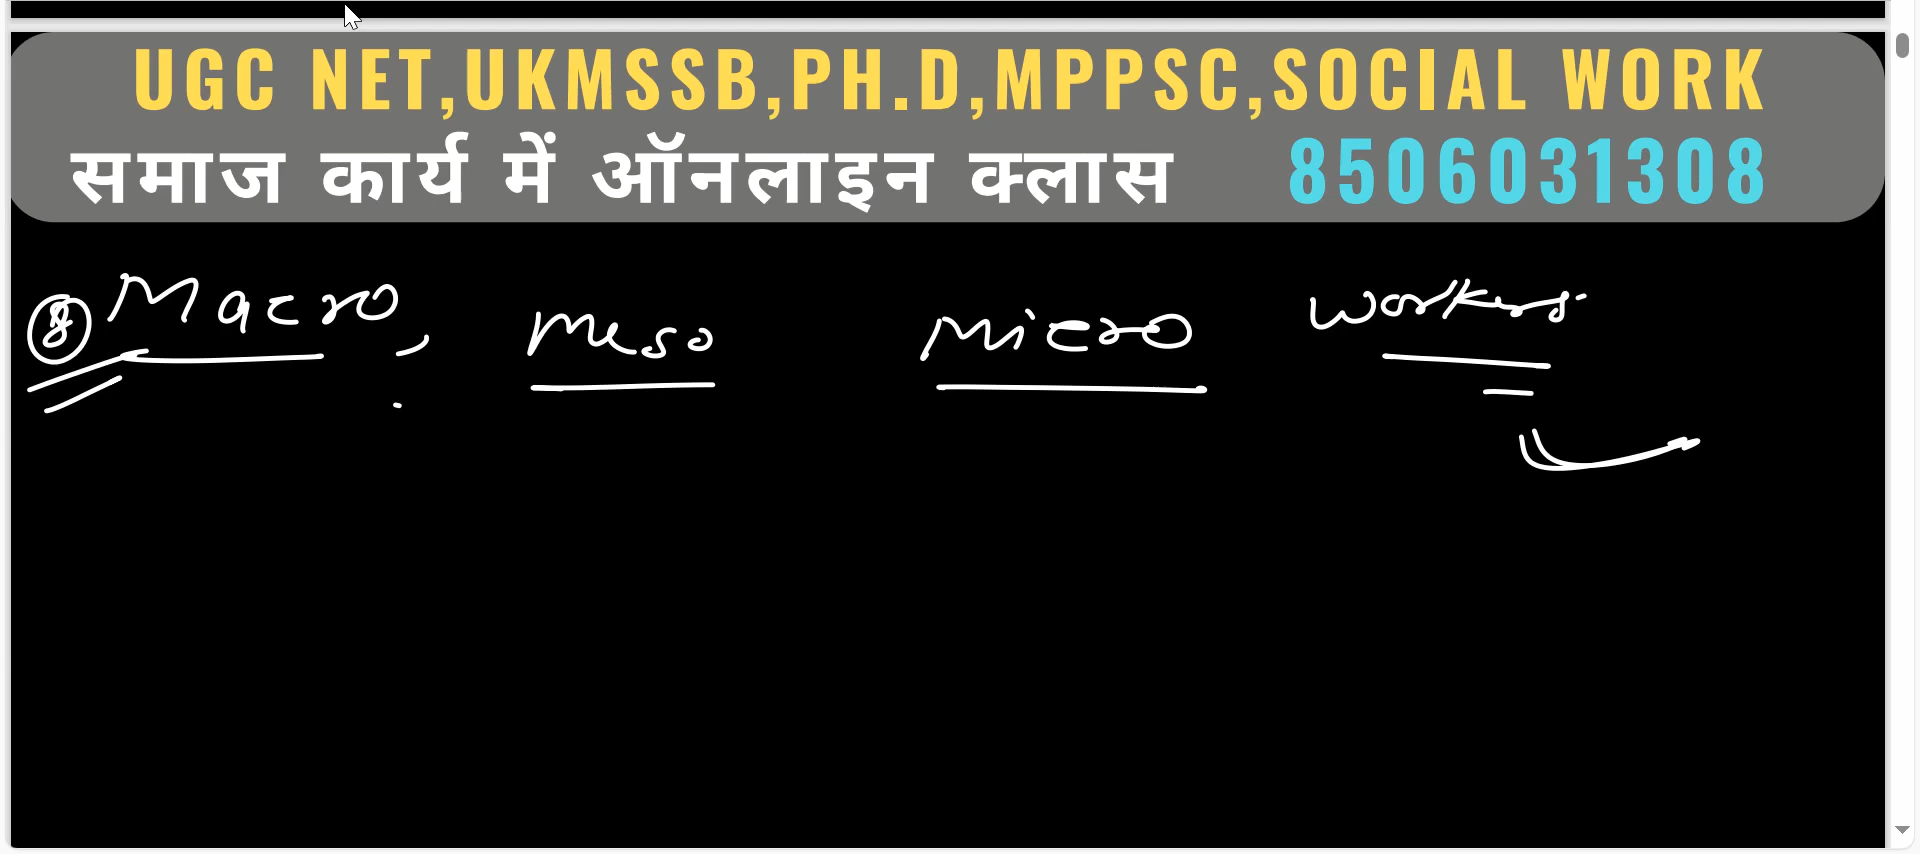 UGC NET,UKMSSB,PH.D,MPPSC,SOCIAL WORK
समाज कार्य में ऑनलाइन क्लास 8506031308
8 Macro, Meso Micro Workers